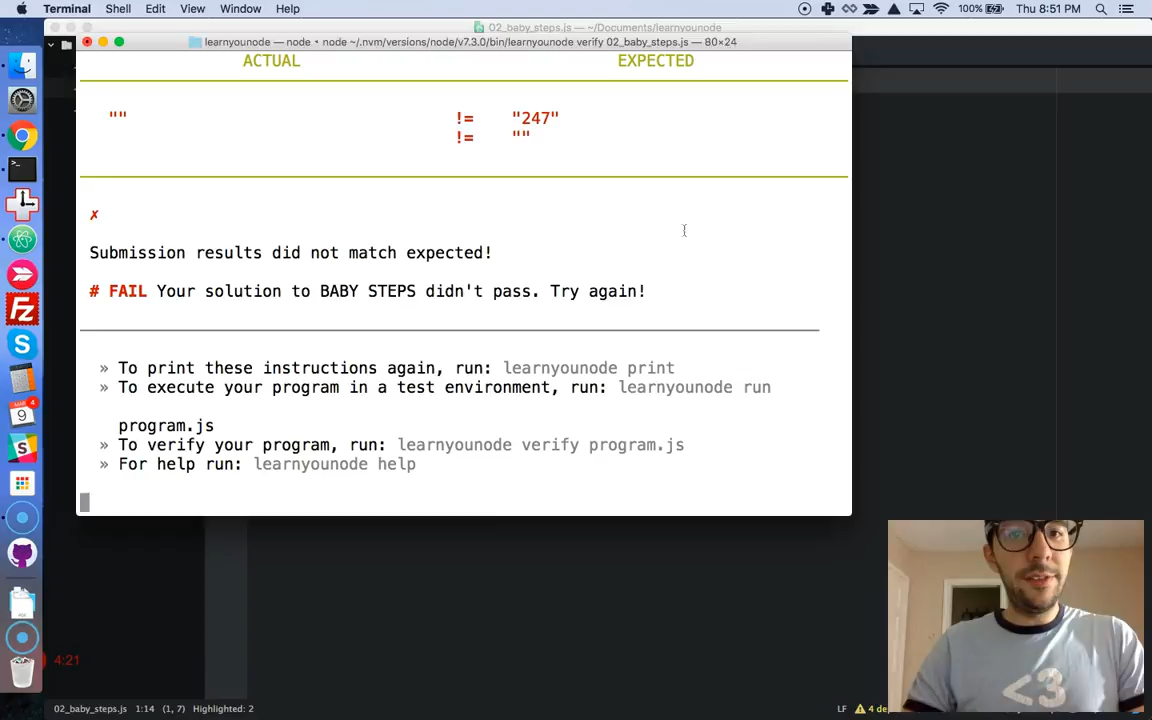 Terminal Shell Edit View Window Help 100% Thu 8:51 PM
02_baby_steps.js — ~/Documents/learnyounode
learnyounode — node • node ~/.nvm/versions/node/v7.3.0/bin/learnyounode verify 02_baby_steps.js — 80×24
ACTUAL EXPECTED
"" != "247"
!= ""
✗
Submission results did not match expected!
# FAIL Your solution to BABY STEPS didn't pass. Try again!
» To print these instructions again, run: learnyounode print
» To execute your program in a test environment, run: learnyounode run
program.js
» To verify your program, run: learnyounode verify program.js
» For help run: learnyounode help
4:21
<3
02_baby_steps.js 1:14 (1, 7) Highlighted: 2 LF 4 de